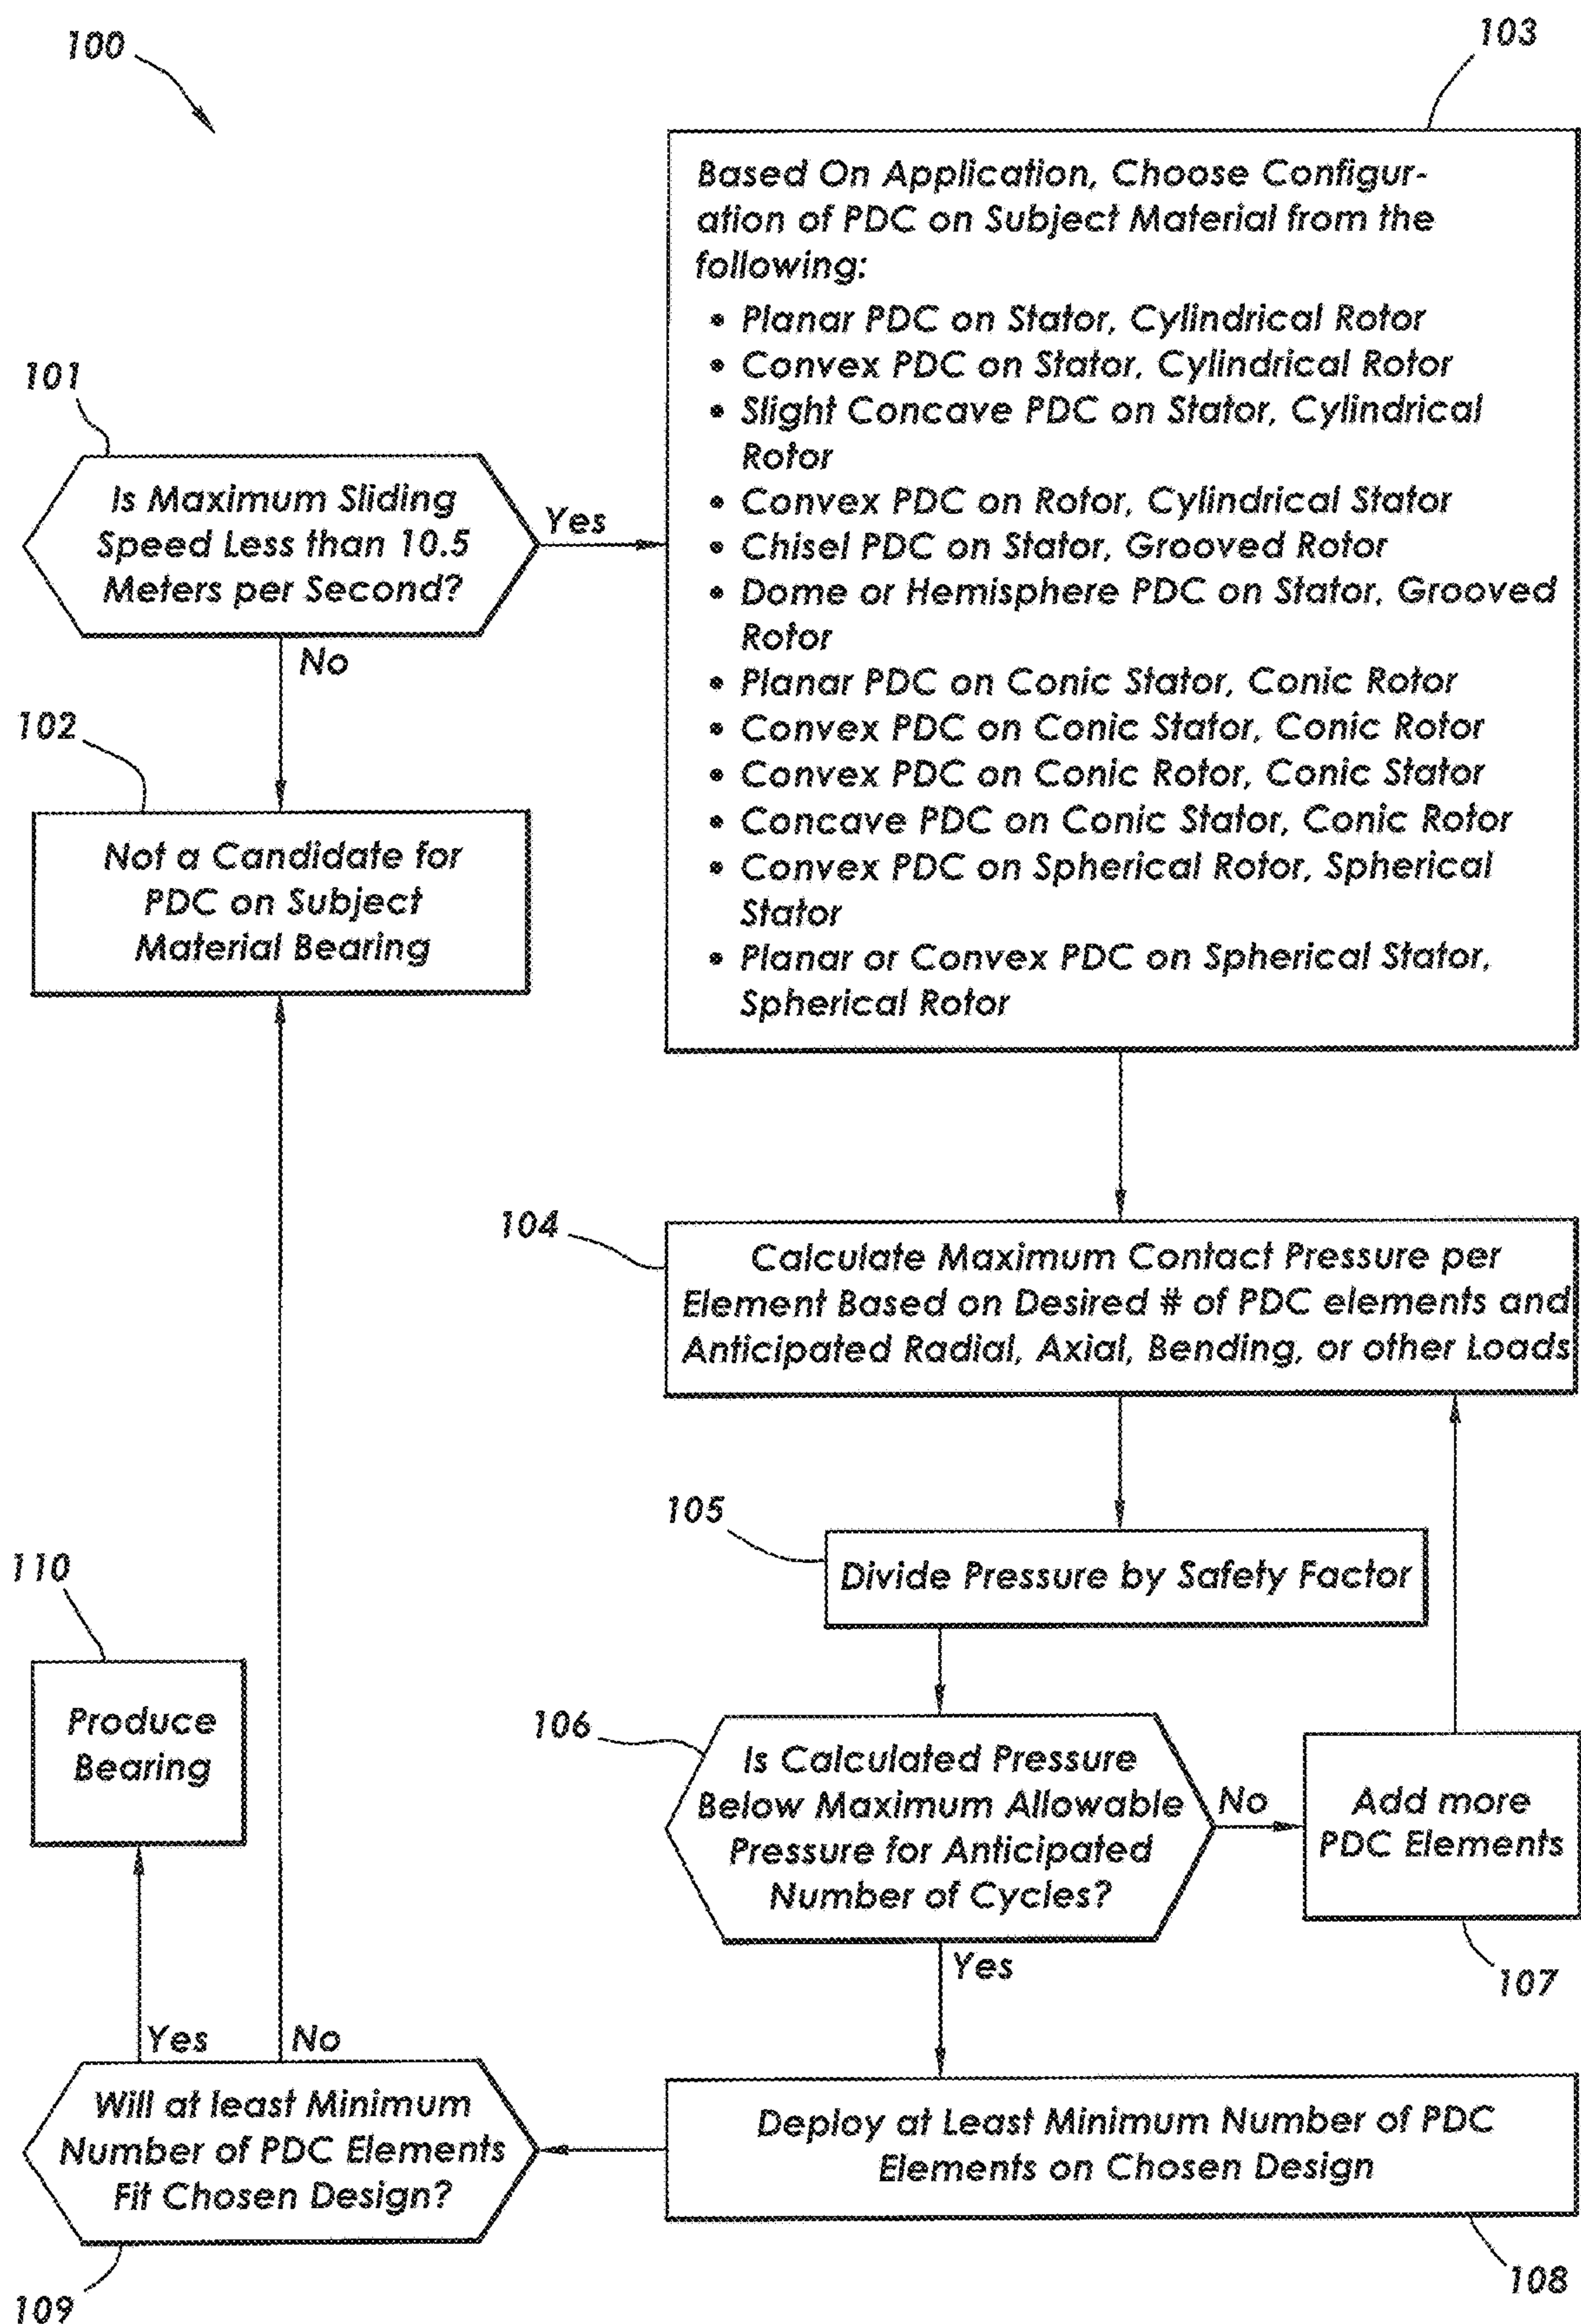 100
103
Based On Application, Choose Configur-
ation of PDC on Subject Material from the
following:
• Planar PDC on Stator, Cylindrical Rotor
• Convex PDC on Stator, Cylindrical Rotor
• Slight Concave PDC on Stator, Cylindrical
Rotor
• Convex PDC on Rotor, Cylindrical Stator
• Chisel PDC on Stator, Grooved Rotor
• Dome or Hemisphere PDC on Stator, Grooved
Rotor
• Planar PDC on Conic Stator, Conic Rotor
• Convex PDC on Conic Stator, Conic Rotor
• Convex PDC on Conic Rotor, Conic Stator
• Concave PDC on Conic Stator, Conic Rotor
• Convex PDC on Spherical Rotor, Spherical
Stator
• Planar or Convex PDC on Spherical Stator,
Spherical Rotor
101
Is Maximum Sliding
Speed Less than 10.5
Meters per Second?
Yes
No
102
Not a Candidate for
PDC on Subject
Material Bearing
104
Calculate Maximum Contact Pressure per
Element Based on Desired # of PDC elements and
Anticipated Radial, Axial, Bending, or other Loads
105
Divide Pressure by Safety Factor
106
Is Calculated Pressure
Below Maximum Allowable
Pressure for Anticipated
Number of Cycles?
No
Add more
PDC Elements
107
Yes
110
Produce
Bearing
Yes
No
Will at least Minimum
Number of PDC Elements
Fit Chosen Design?
109
Deploy at Least Minimum Number of PDC
Elements on Chosen Design
108